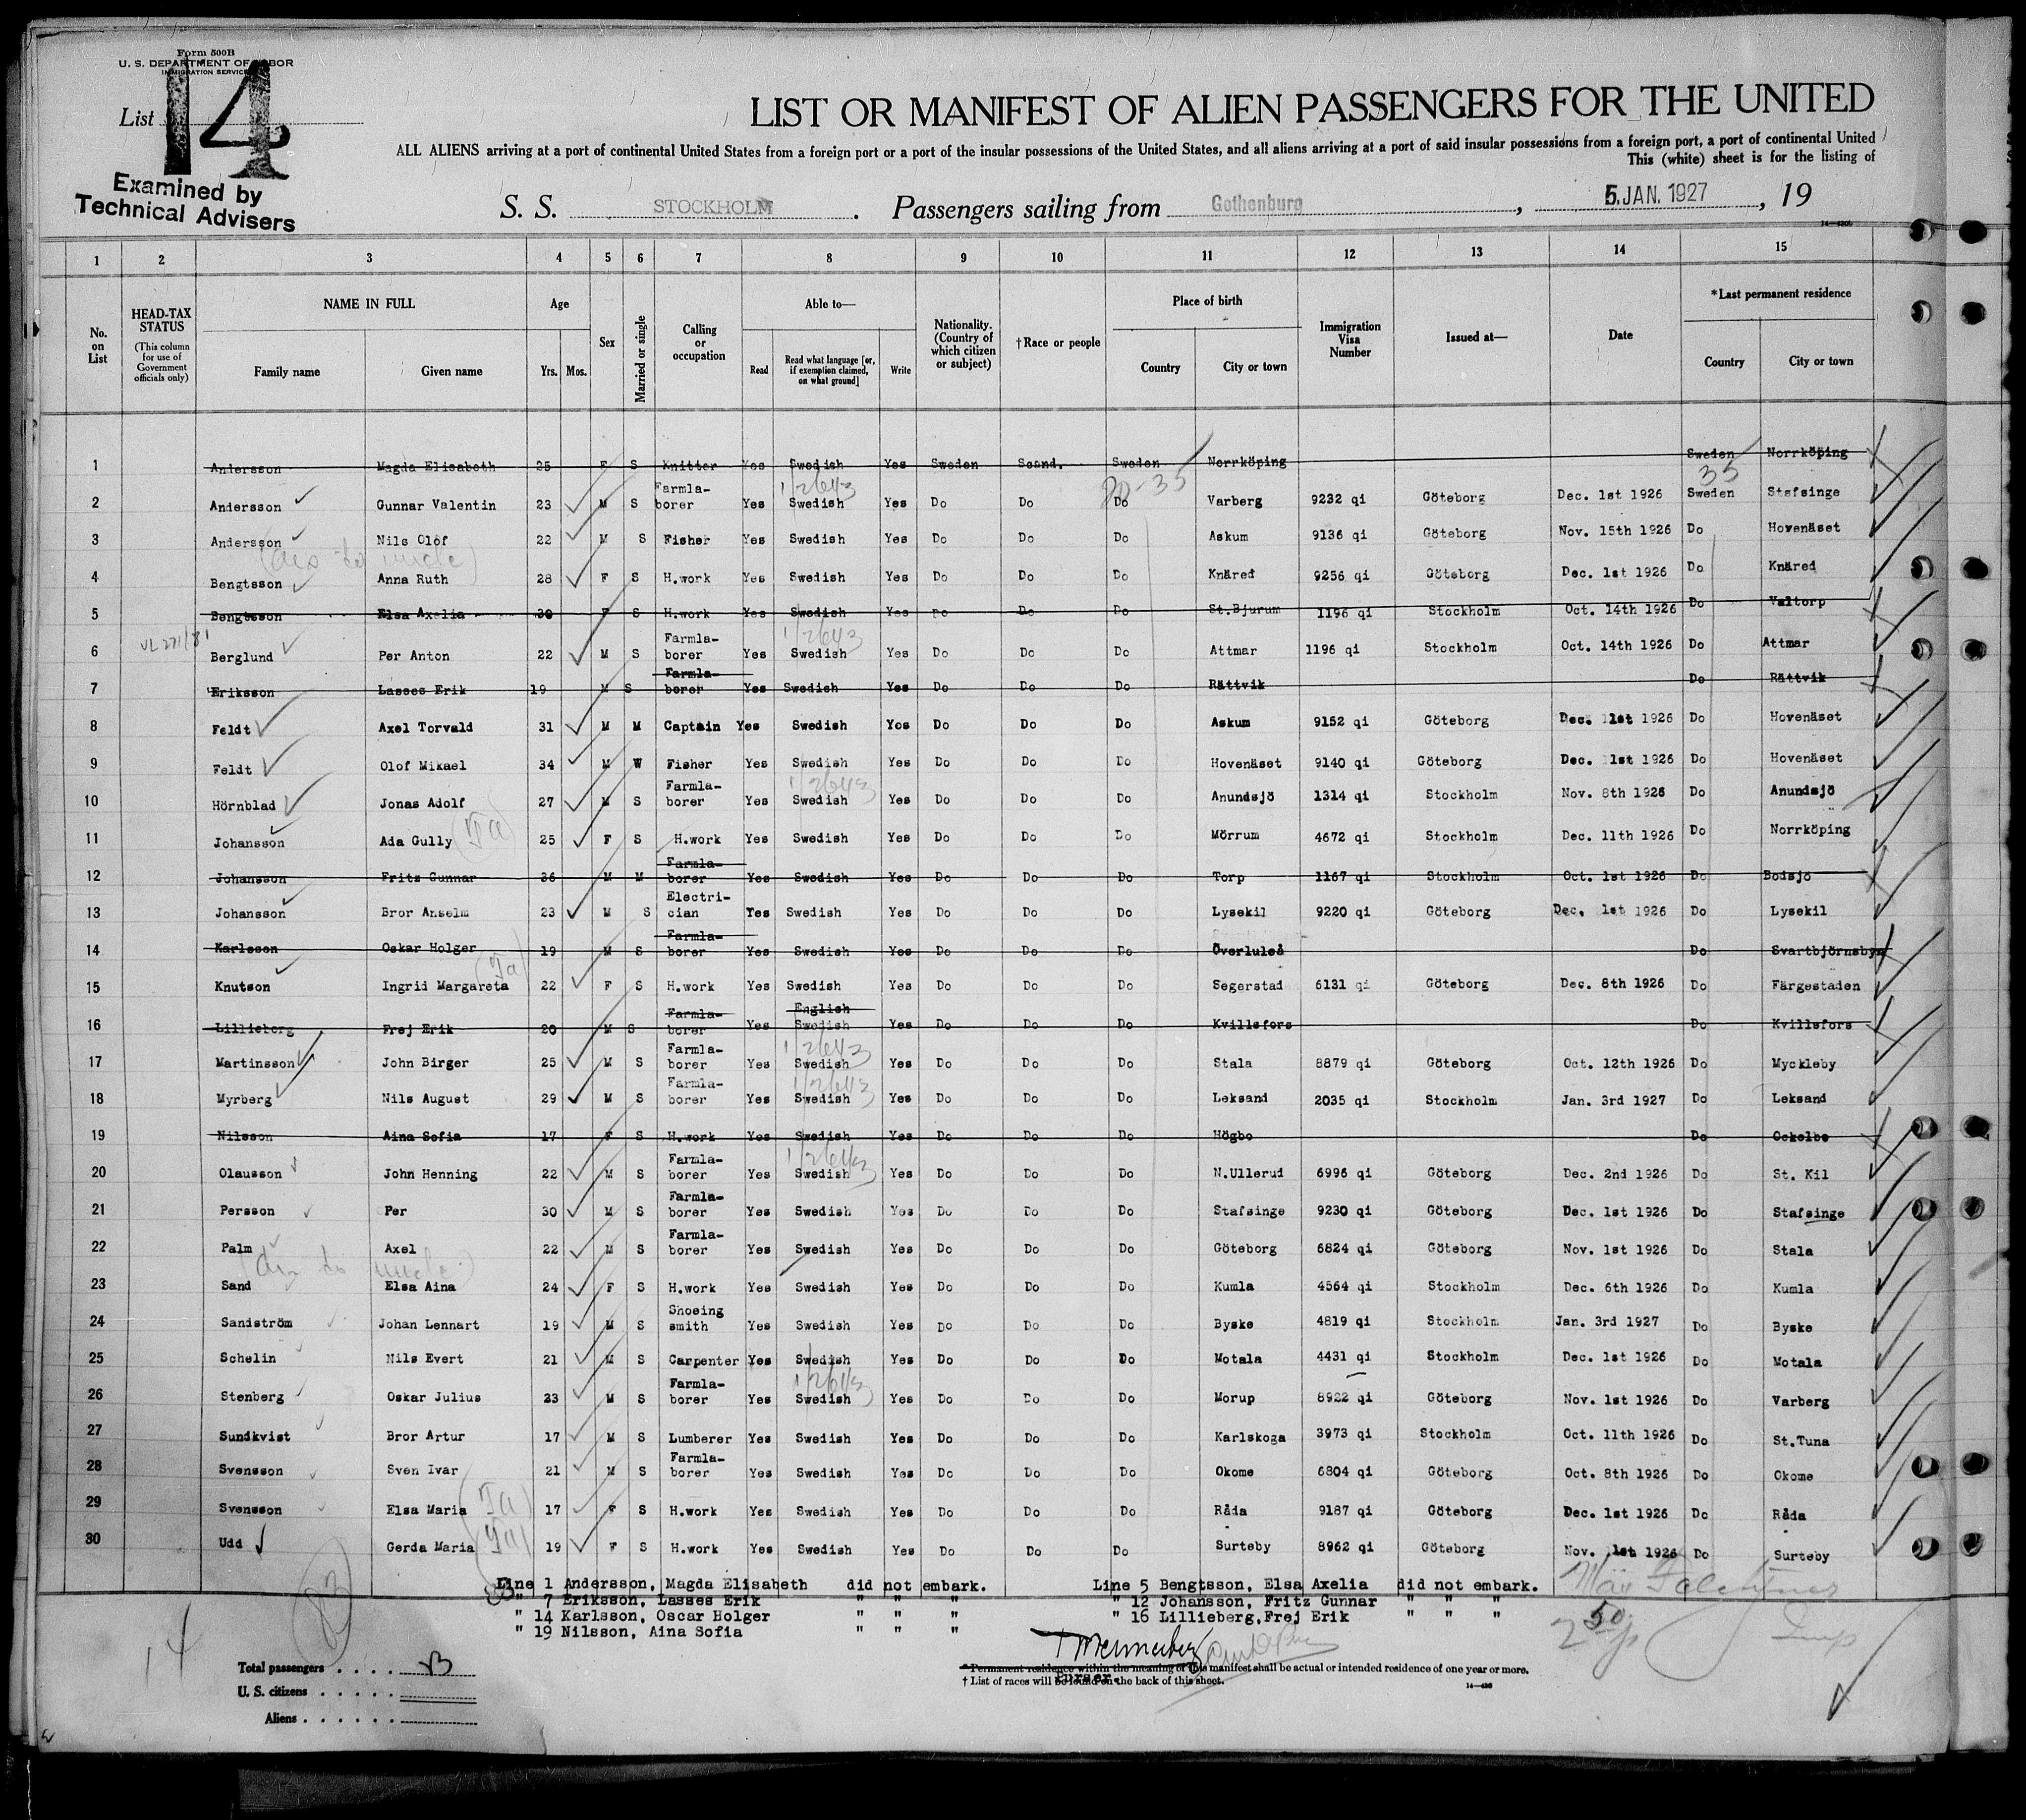 Form 500B
U. S. DEPARTMENT OF LABOR
IMMIGRATION SERVICE
List 14
Examined by
Technical Advisers
LIST OR MANIFEST OF ALIEN PASSENGERS FOR THE UNITED
ALL ALIENS arriving at a port of continental United States from a foreign port or a port of the insular possessions of the United States, and all aliens arriving at a port of said insular possessions from a foreign port, a port of continental United
This (white) sheet is for the listing of
S. S. STOCKHOLM . Passengers sailing from Gothenburg , 5 JAN. 1927 , 19
1 2 3 4 5 6 7 8 9 10 11 12 13 14 15
No. on List
HEAD-TAX STATUS (This column for use of Government officials only)
NAME IN FULL Family name Given name
Age Yrs. Mos.
Sex
Married or single
Calling or occupation
Able to— Read Read what language [or, if exemption claimed, on what ground] Write
Nationality. (Country of which citizen or subject)
† Race or people
Place of birth Country City or town
Immigration Visa Number
Issued at—
Date
*Last permanent residence Country City or town
1 Andersson Magda Elisabeth 25 F S Knitter Yes Swedish Yes Sweden Scand. Sweden Norrköping Sweden Norrköping
2 Andersson Gunnar Valentin 23 M S Farmla-borer Yes Swedish Yes Do Do Do Varberg 9232 qi Göteborg Dec. 1st 1926 Sweden Stafsinge
3 Andersson Nils Olof 22 M S Fisher Yes Swedish Yes Do Do Do Askum 9136 qi Göteborg Nov. 15th 1926 Do Hovenäset
4 Bengtsson Anna Ruth 28 F S H.work Yes Swedish Yes Do Do Do Knäred 9256 qi Göteborg Dec. 1st 1926 Do Knäred
5 Bengtsson Elsa Axelia 30 F S H.work Yes Swedish Yes Do Do Do St.Bjurum 1196 qi Stockholm Oct. 14th 1926 Do Valtorp
6 Berglund Per Anton 22 M S Farmla-borer Yes Swedish Yes Do Do Do Attmar 1196 qi Stockholm Oct. 14th 1926 Do Attmar
7 Eriksson Lasses Erik 19 M S Farmla-borer Yes Swedish Yes Do Do Do Rättvik Do Rättvik
8 Feldt Axel Torvald 31 M M Captain Yes Swedish Yes Do Do Do Askum 9152 qi Göteborg Dec. 1st 1926 Do Hovenäset
9 Feldt Olof Mikael 34 M W Fisher Yes Swedish Yes Do Do Do Hovenäset 9140 qi Göteborg Dec. 1st 1926 Do Hovenäset
10 Hörnblad Jonas Adolf 27 M S Farmla-borer Yes Swedish Yes Do Do Do Anundsjö 1314 qi Stockholm Nov. 8th 1926 Do Anundsjö
11 Johansson Ada Gully 25 F S H.work Yes Swedish Yes Do Do Do Mörrum 4672 qi Stockholm Dec. 11th 1926 Do Norrköping
12 Johansson Fritz Gunnar 36 M M Farmla-borer Yes Swedish Yes Do Do Do Torp 1167 qi Stockholm Oct. 1st 1926 Do Bodsjö
13 Johansson Bror Anselm 23 M S Electri-cian Yes Swedish Yes Do Do Do Lysekil 9220 qi Göteborg Dec. 1st 1926 Do Lysekil
14 Karlsson Oskar Holger 19 M S Farmla-borer Yes Swedish Yes Do Do Do Överluleå Do Svartbjörnsbyn
15 Knutson Ingrid Margareta 22 F S H.work Yes Swedish Yes Do Do Do Segerstad 6131 qi Göteborg Dec. 8th 1926 Do Färgestaden
16 Lillieberg Frej Erik 20 M S Farmla-borer Yes English Swedish Yes Do Do Do Kvillsfors Do Kvillsfors
17 Martinsson John Birger 25 M S Farmla-borer Yes Swedish Yes Do Do Do Stala 8879 qi Göteborg Oct. 12th 1926 Do Myckleby
18 Myrberg Nils August 29 M S Farmla-borer Yes Swedish Yes Do Do Do Leksand 2035 qi Stockholm Jan. 3rd 1927 Do Leksand
19 Nilsson Aina Sofia 17 F S H.work Yes Swedish Yes Do Do Do Högbo Do Ockelbo
20 Olausson John Henning 22 M S Farmla-borer Yes Swedish Yes Do Do Do N.Ullerud 6996 qi Göteborg Dec. 2nd 1926 Do St. Kil
21 Persson Per 30 M S Farmla-borer Yes Swedish Yes Do Do Do Stafsinge 9230 qi Göteborg Dec. 1st 1926 Do Stafsinge
22 Palm Axel 22 M S Farmla-borer Yes Swedish Yes Do Do Do Göteborg 6824 qi Göteborg Nov. 1st 1926 Do Stala
23 Sand Elsa Aina 24 F S H.work Yes Swedish Yes Do Do Do Kumla 4564 qi Stockholm Dec. 6th 1926 Do Kumla
24 Sandström Johan Lennart 19 M S Shoeing smith Yes Swedish Yes Do Do Do Byske 4819 qi Stockholm Jan. 3rd 1927 Do Byske
25 Schelin Nils Evert 21 M S Carpenter Yes Swedish Yes Do Do Do Motala 4431 qi Stockholm Dec. 1st 1926 Do Motala
26 Stenberg Oskar Julius 23 M S Farmla-borer Yes Swedish Yes Do Do Do Morup 8922 qi Göteborg Nov. 1st 1926 Do Varberg
27 Sundkvist Bror Artur 17 M S Lumberer Yes Swedish Yes Do Do Do Karlskoga 3973 qi Stockholm Oct. 11th 1926 Do St.Tuna
28 Svensson Sven Ivar 21 M S Farmla-borer Yes Swedish Yes Do Do Do Okome 6804 qi Göteborg Oct. 8th 1926 Do Okome
29 Svensson Elsa Maria 17 F S H.work Yes Swedish Yes Do Do Do Råda 9187 qi Göteborg Dec. 1st 1926 Do Råda
30 Udd Gerda Maria 19 F S H.work Yes Swedish Yes Do Do Do Surteby 8962 qi Göteborg Nov. 1st 1926 Do Surteby
Line 1 Andersson, Magda Elisabeth did not embark. Line 5 Bengtsson, Elsa Axelia did not embark.
" 7 Eriksson, Lasses Erik " " " " 12 Johansson, Fritz Gunnar " " "
" 14 Karlsson, Oscar Holger " " " " 16 Lillieberg,Frej Erik " " "
" 19 Nilsson, Aina Sofia " " "
14
Total passengers . . . . 23
U. S. citizens . . . . .
Aliens . . . . . .
* Permanent residence within the meaning of this manifest shall be actual or intended residence of one year or more.
Purser.
† List of races will be found on the back of this sheet.